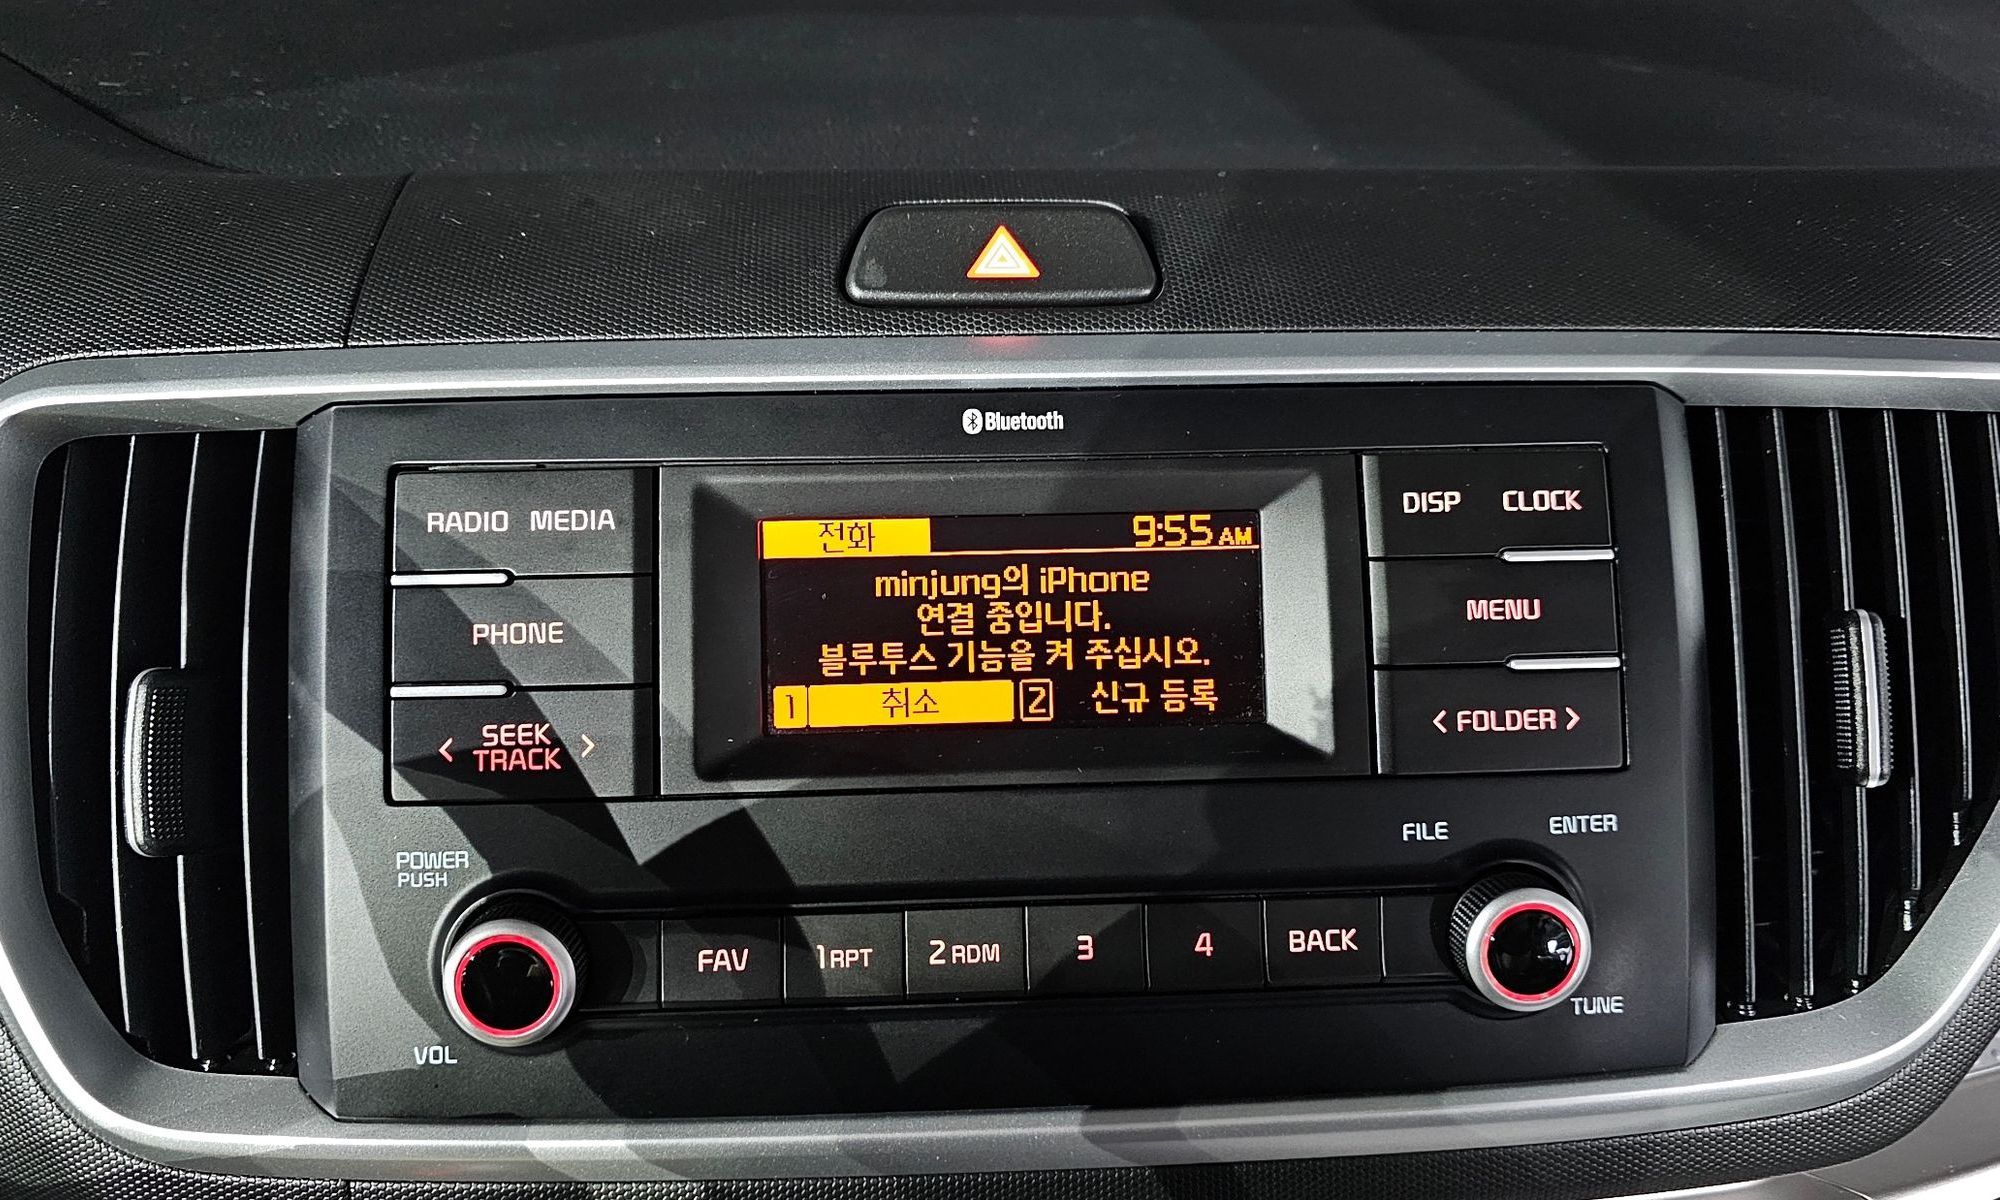 Bluetooth
RADIO MEDIA
PHONE
SEEK
TRACK
전화 9:55 AM
minjung의 iPhone
연결 중입니다.
블루투스 기능을 켜 주십시오.
1 취소 2 신규 등록
DISP CLOCK
MENU
< FOLDER >
POWER
PUSH
VOL
FAV
1 RPT
2 RDM
3
4
BACK
FILE
ENTER
TUNE